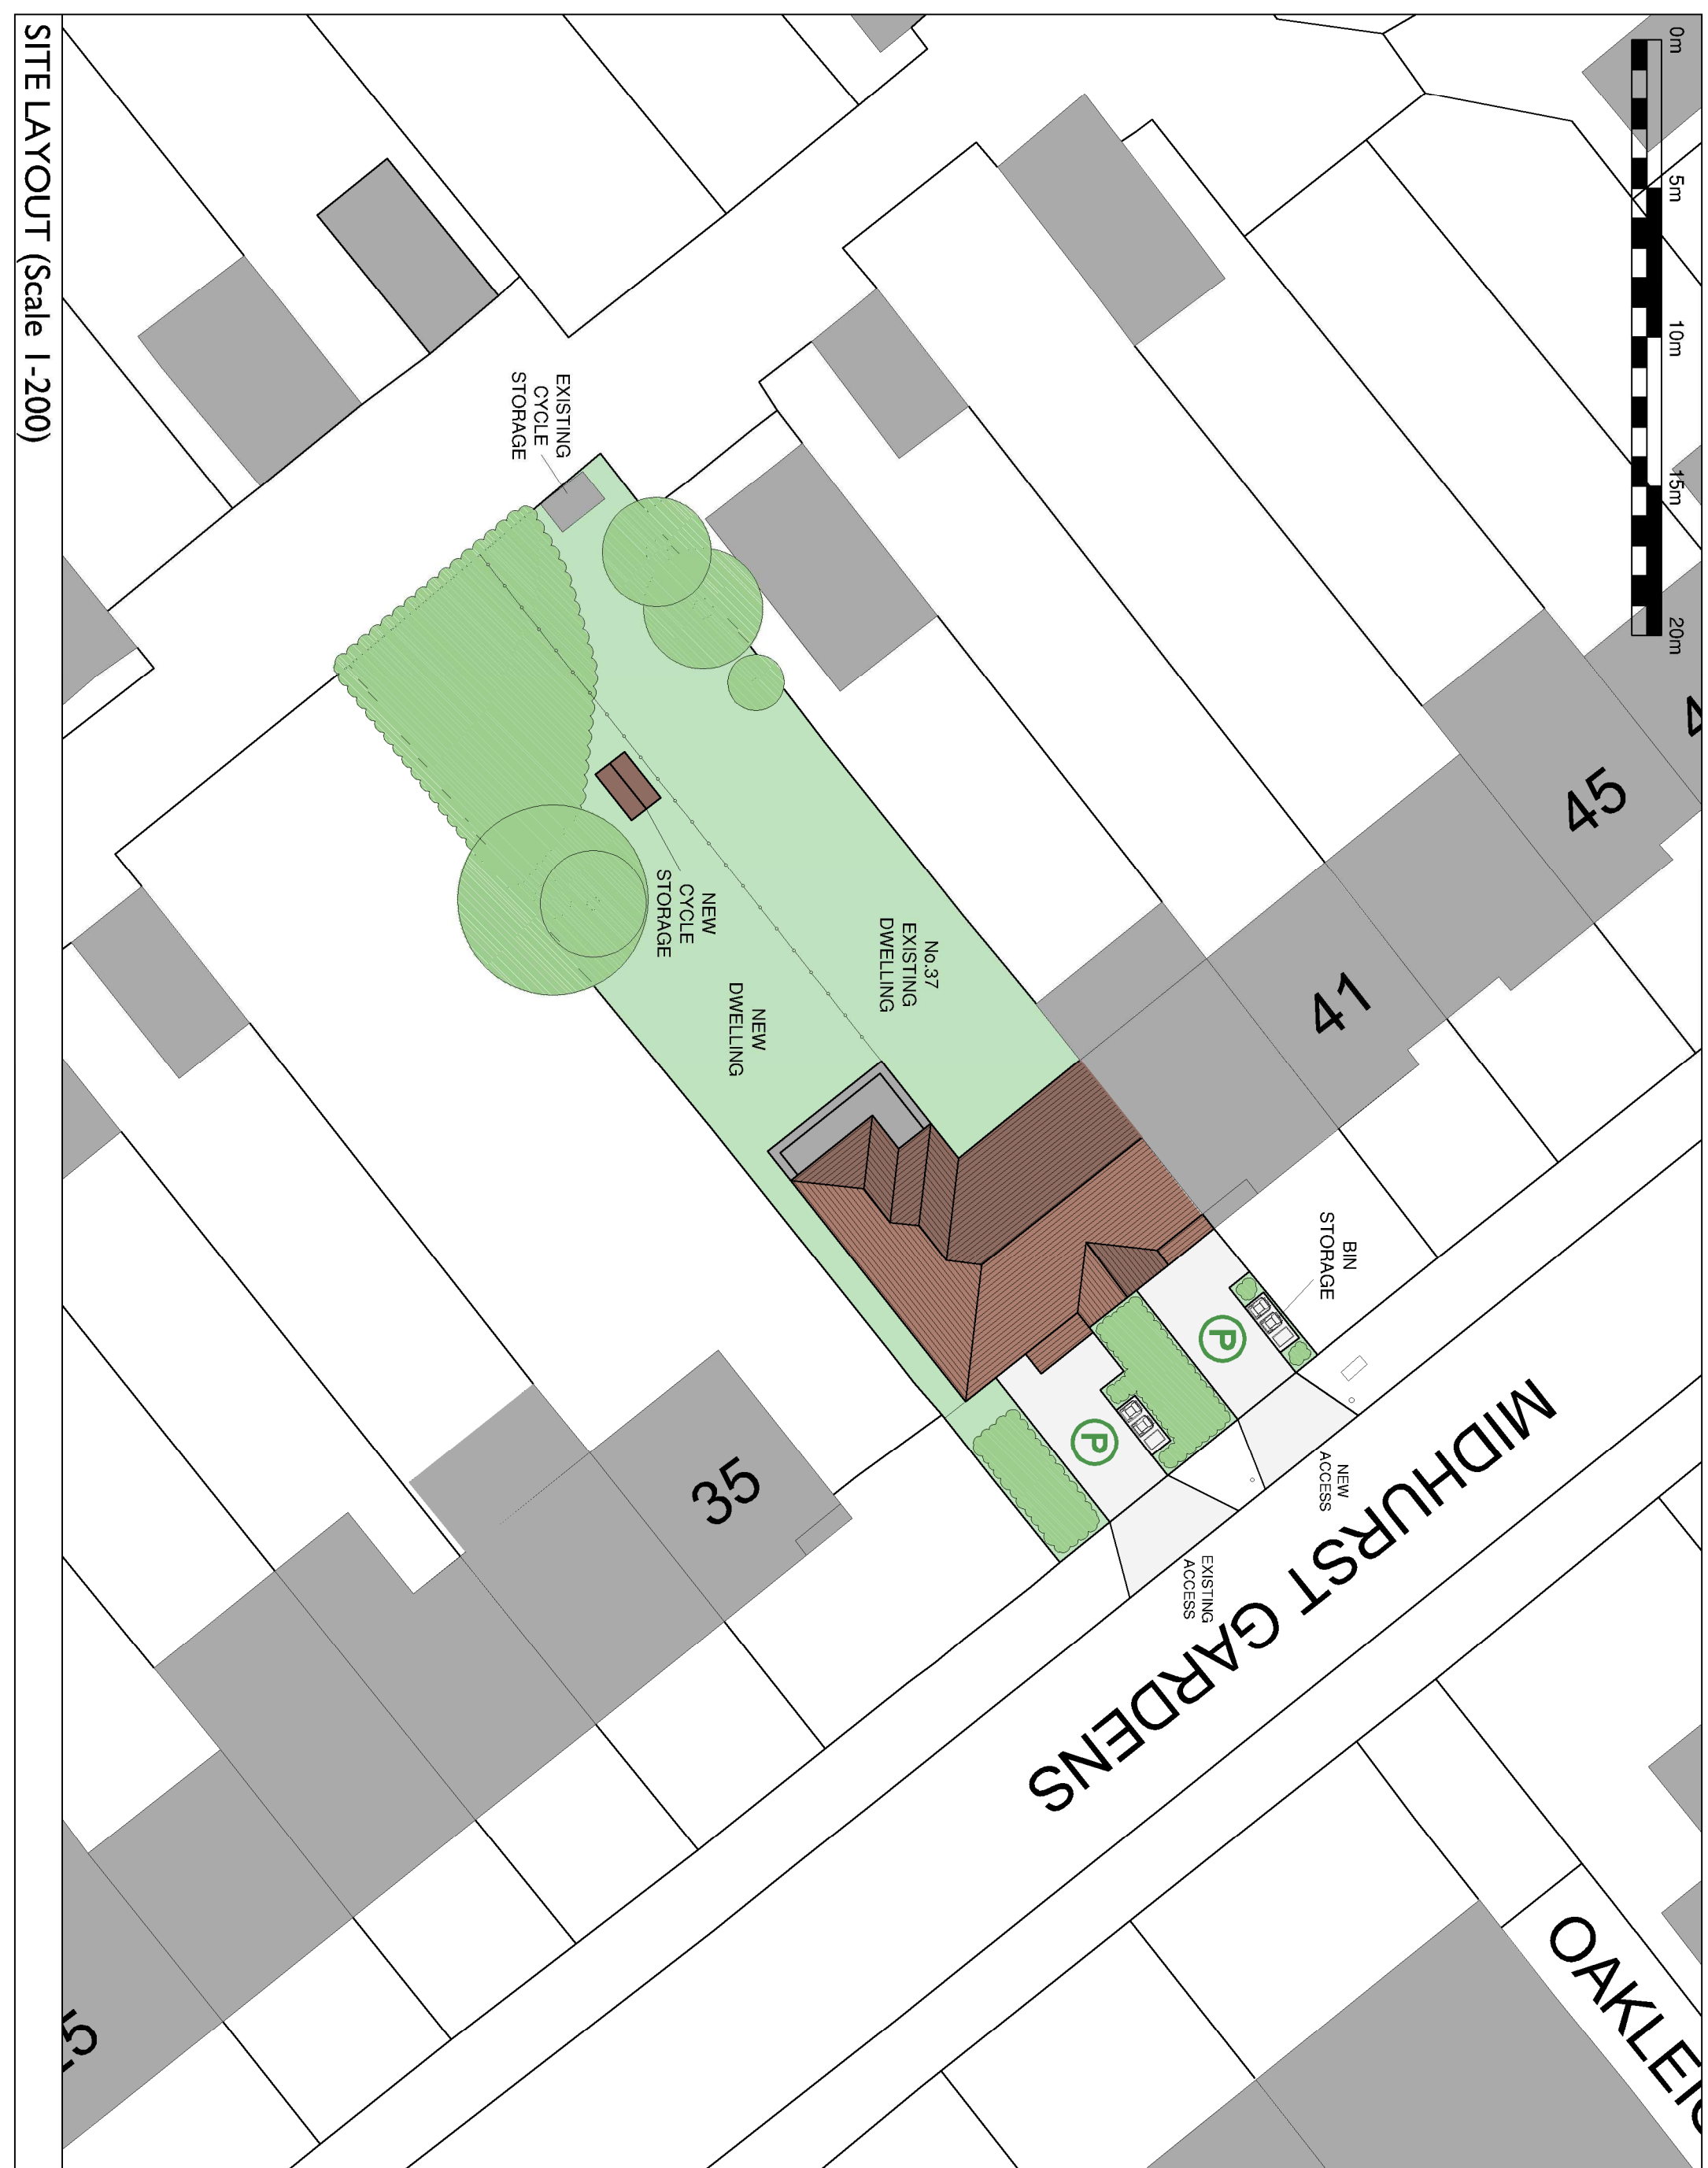 SITE LAYOUT (Scale 1-200)
0m
5m
10m
15m
20m
45
41
35
EXISTING
CYCLE
STORAGE
NEW
CYCLE
STORAGE
No.37
EXISTING
DWELLING
NEW
DWELLING
BIN
STORAGE
P
P
NEW
ACCESS
EXISTING
ACCESS
MIDHURST GARDENS